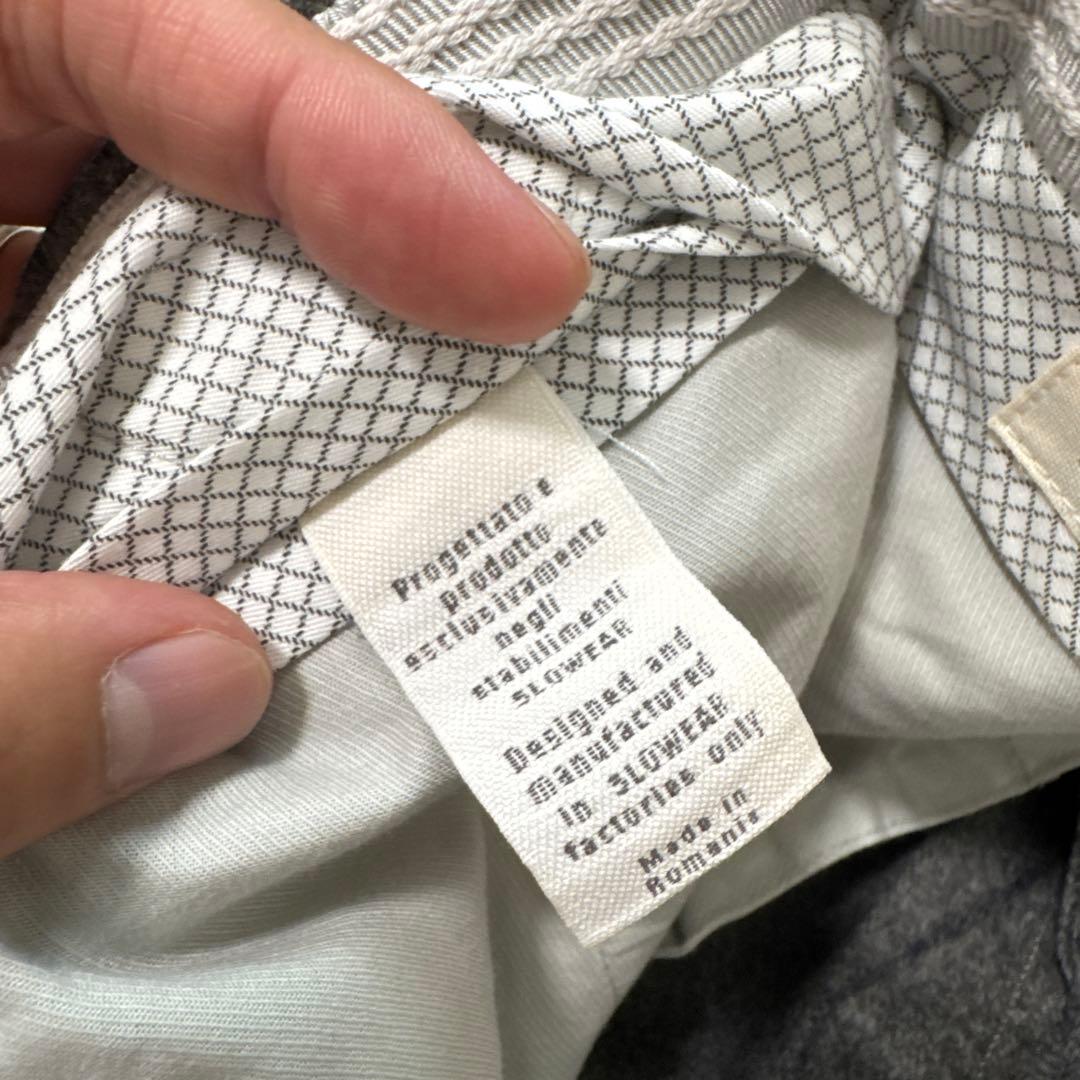 Progettato e
prodotto
esclusivamente
negli
stabilimenti
SLOWEAR
Designed and
manufactured
in SLOWEAR
factories only
Made in
Romania